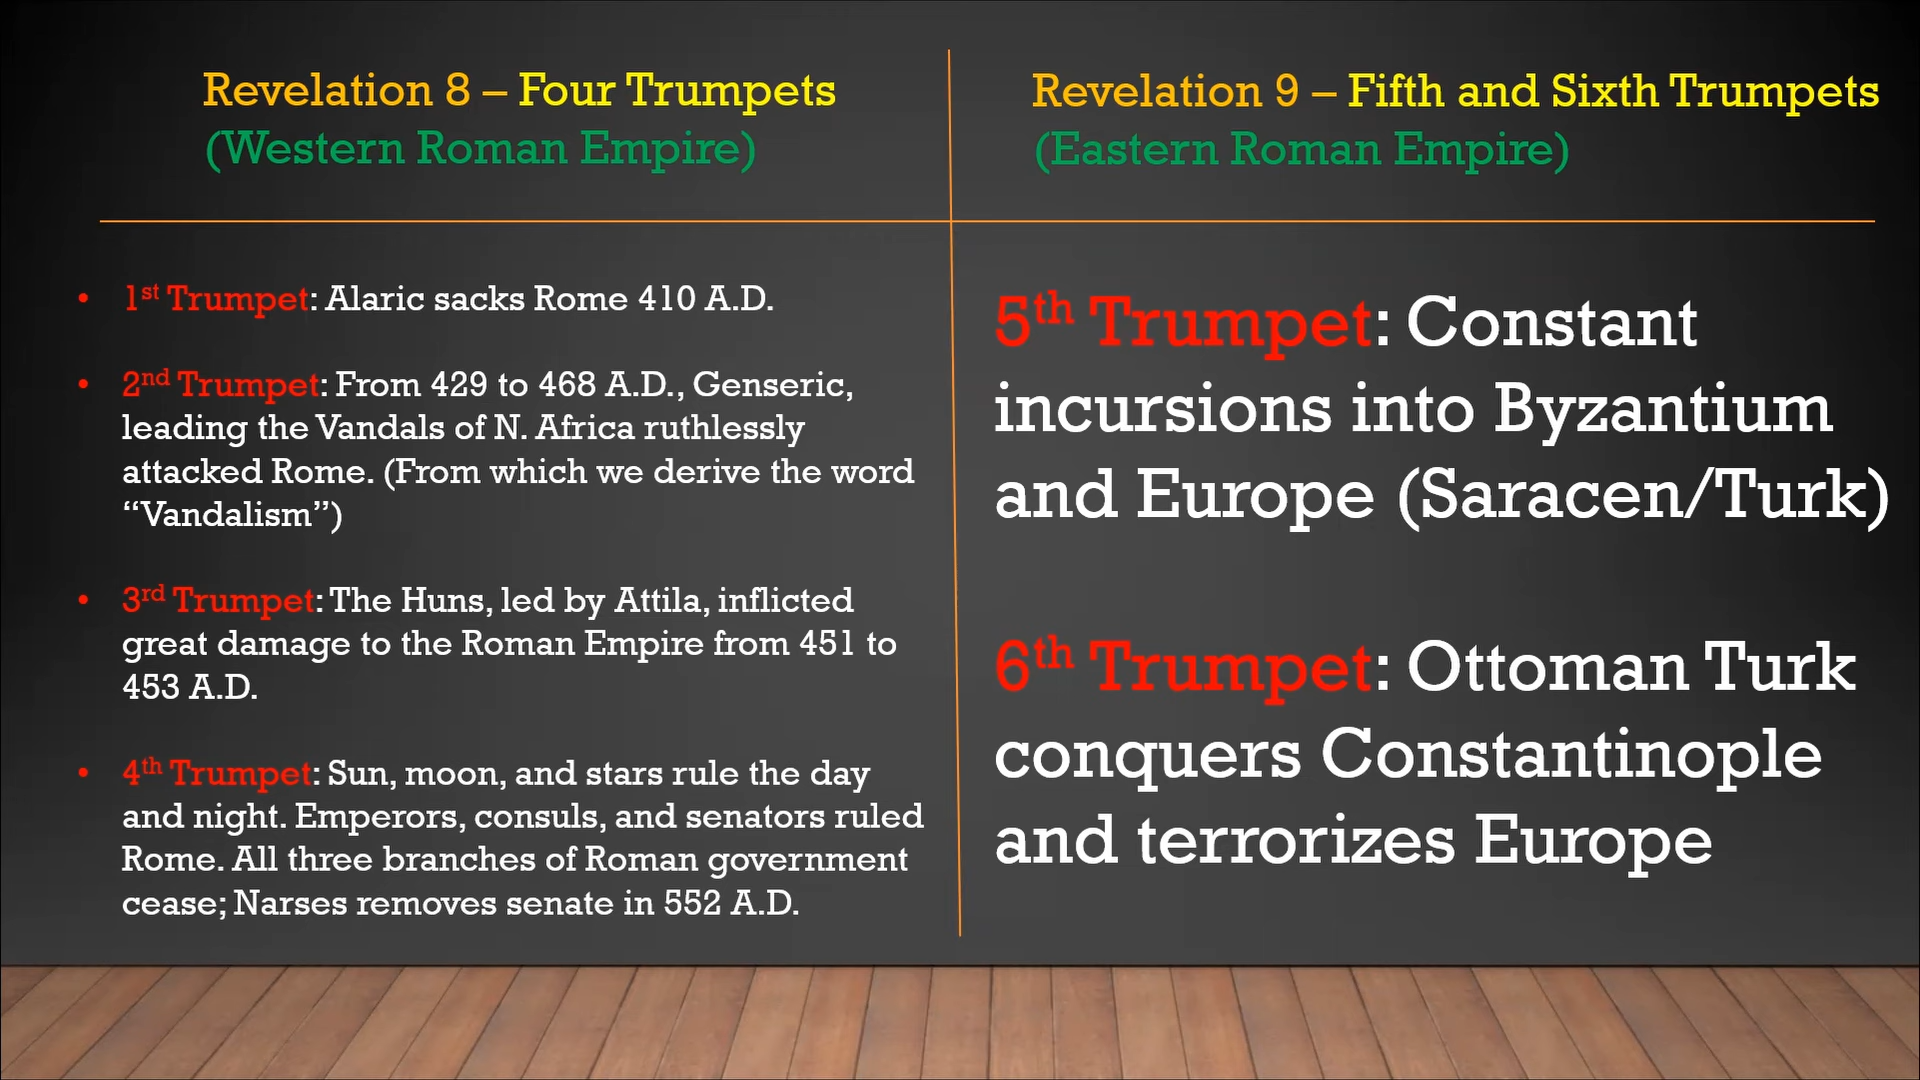 Revelation 8 – Four Trumpets
(Western Roman Empire)
• 1st Trumpet: Alaric sacks Rome 410 A.D.
• 2nd Trumpet: From 429 to 468 A.D., Genseric,
leading the Vandals of N. Africa ruthlessly
attacked Rome. (From which we derive the word
“Vandalism”)
• 3rd Trumpet: The Huns, led by Attila, inflicted
great damage to the Roman Empire from 451 to
453 A.D.
• 4th Trumpet: Sun, moon, and stars rule the day
and night. Emperors, consuls, and senators ruled
Rome. All three branches of Roman government
cease; Narses removes senate in 552 A.D.
Revelation 9 – Fifth and Sixth Trumpets
(Eastern Roman Empire)
5th Trumpet: Constant
incursions into Byzantium
and Europe (Saracen/Turk)
6th Trumpet: Ottoman Turk
conquers Constantinople
and terrorizes Europe